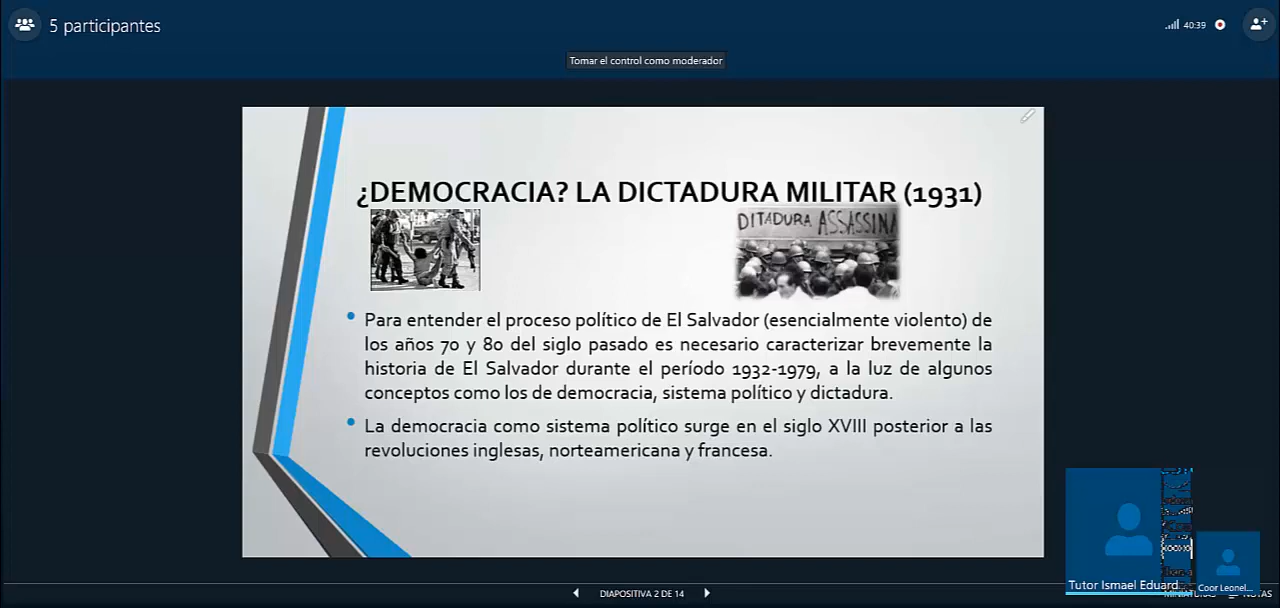 5 participantes
40:39
Tomar el control como moderador
¿DEMOCRACIA? LA DICTADURA MILITAR (1931)
DITADURA ASSASSINA
Para entender el proceso político de El Salvador (esencialmente violento) de
los años 70 y 80 del siglo pasado es necesario caracterizar brevemente la
historia de El Salvador durante el período 1932-1979, a la luz de algunos
conceptos como los de democracia, sistema político y dictadura.
La democracia como sistema político surge en el siglo XVIII posterior a las
revoluciones inglesas, norteamericana y francesa.
Tutor Ismael Eduard...
Coor Leonel...
DIAPOSITIVA 2 DE 14
NOTAS